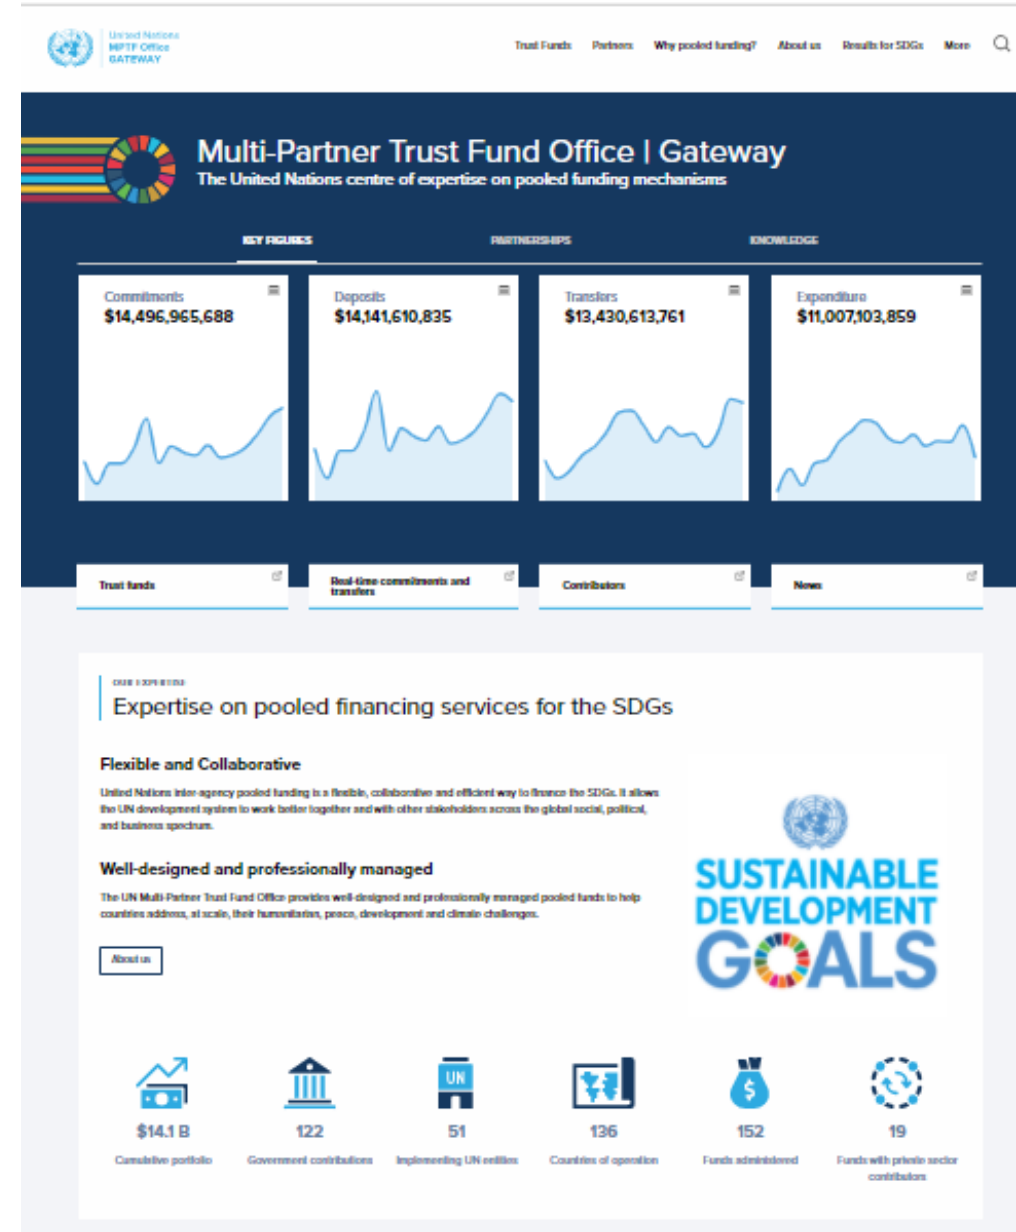 United Nations
MPTF Office
GATEWAY
Trust Funds Partners Why pooled funding? About us Results for SDGs More
Multi-Partner Trust Fund Office | Gateway
The United Nations centre of expertise on pooled funding mechanisms
KEY FIGURES PARTNERSHIPS KNOWLEDGE
Commitments
$14,496,965,688
Deposits
$14,141,610,835
Transfers
$13,430,613,761
Expenditure
$11,007,103,859
Trust funds
Real-time commitments and
transfers
Contributors
News
OUR EXPERTISE
Expertise on pooled financing services for the SDGs
Flexible and Collaborative
United Nations inter-agency pooled funding is a flexible, collaborative and efficient way to finance the SDGs. It allows
the UN development system to work better together and with other stakeholders across the global social, political,
and business spectrum.
Well-designed and professionally managed
The UN Multi-Partner Trust Fund Office provides well-designed and professionally managed pooled funds to help
countries address, at scale, their humanitarian, peace, development and climate challenges.
About us
SUSTAINABLE
DEVELOPMENT
GOALS
UN
$14.1 B
Cumulative portfolio
122
Government contributions
51
Implementing UN entities
136
Countries of operation
152
Funds administered
19
Funds with private sector
contributors